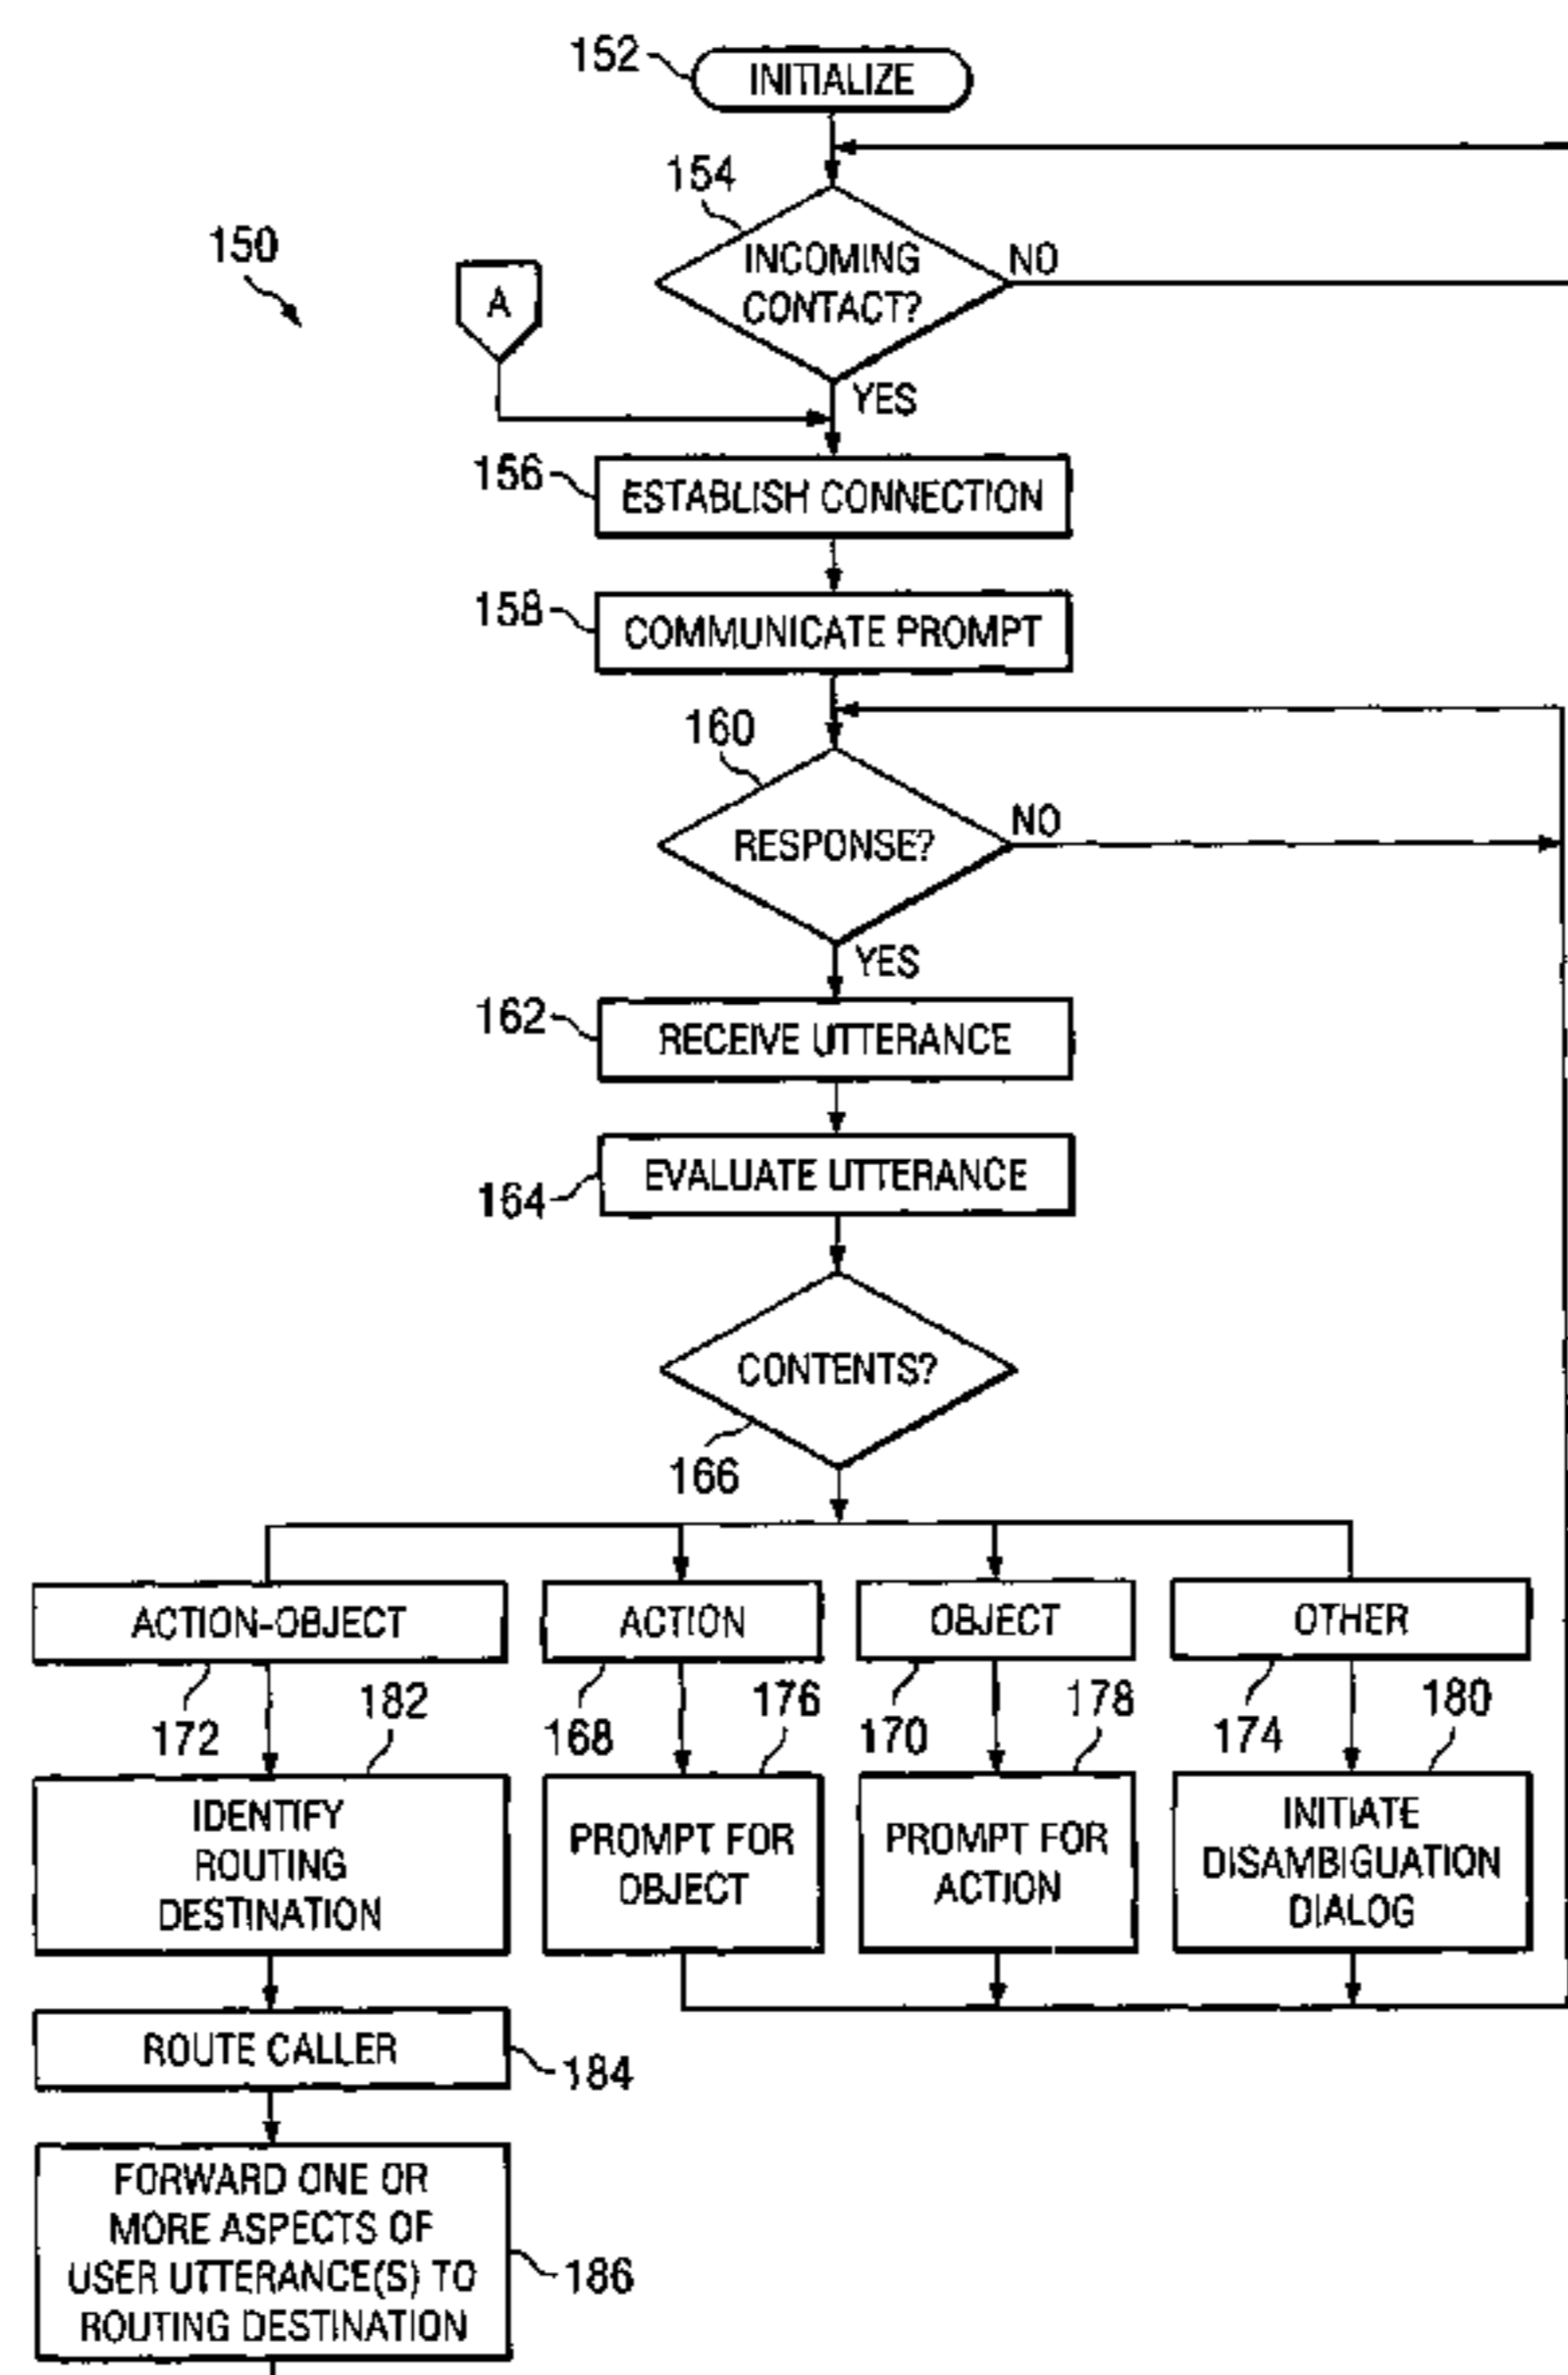 152
INITIALIZE
154
150
INCOMING
CONTACT?
NO
A
YES
156
ESTABLISH CONNECTION
158
COMMUNICATE PROMPT
160
RESPONSE?
NO
YES
162
RECEIVE UTTERANCE
164
EVALUATE UTTERANCE
CONTENTS?
166
ACTION-OBJECT
ACTION
OBJECT
OTHER
172
182
168
176
170
178
174
180
IDENTIFY
ROUTING
DESTINATION
PROMPT FOR
OBJECT
PROMPT FOR
ACTION
INITIATE
DISAMBIGUATION
DIALOG
ROUTE CALLER
184
FORWARD ONE OR
MORE ASPECTS OF
USER UTTERANCE(S) TO
ROUTING DESTINATION
186